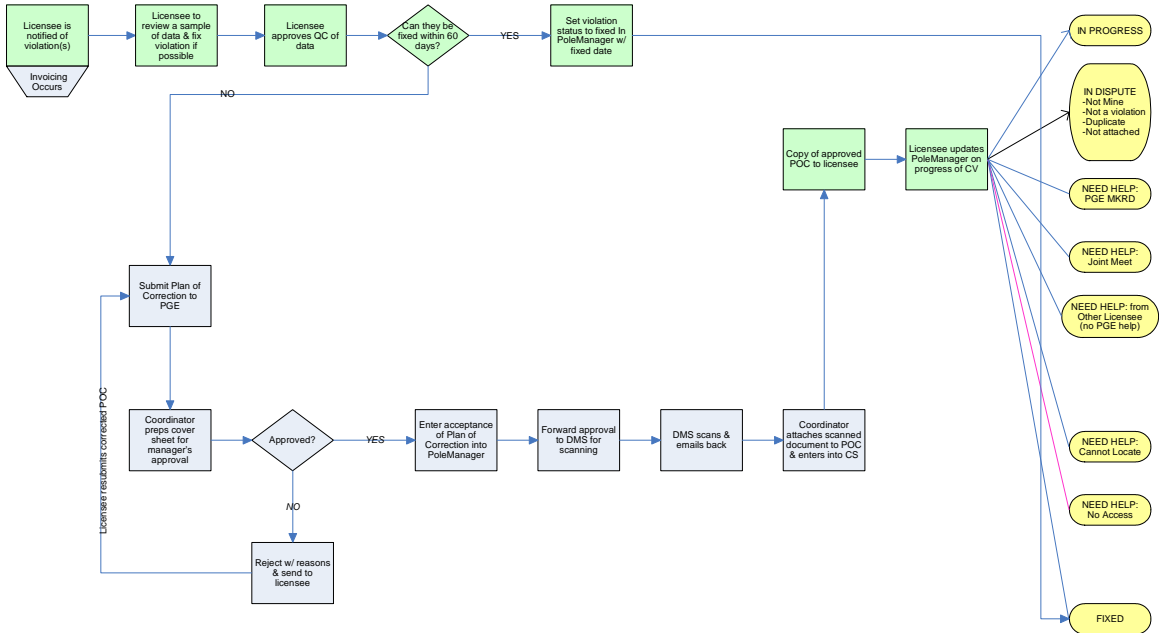 Licensee is
notified of
violation(s)
Invoicing
Occurs
Licensee to
review a sample
of data & fix
violation if
possible
Licensee
approves QC of
data
Can they be
fixed within 60
days?
YES
Set violation
status to fixed In
PoleManager w/
fixed date
NO
IN PROGRESS
IN DISPUTE
-Not Mine
-Not a violation
-Duplicate
-Not attached
Copy of approved
POC to licensee
Licensee updates
PoleManager on
progress of CV
NEED HELP:
PGE MKRD
NEED HELP:
Joint Meet
NEED HELP: from
Other Licensee
(no PGE help)
Submit Plan of
Correction to
PGE
Licensee resubmits corrected POC
Coordinator
preps cover
sheet for
manager's
approval
Approved?
YES
Enter acceptance
of Plan of
Correction into
PoleManager
Forward approval
to DMS for
scanning
DMS scans &
emails back
Coordinator
attaches scanned
document to POC
& enters into CS
NEED HELP:
Cannot Locate
NEED HELP:
No Access
NO
Reject w/ reasons
& send to
licensee
FIXED